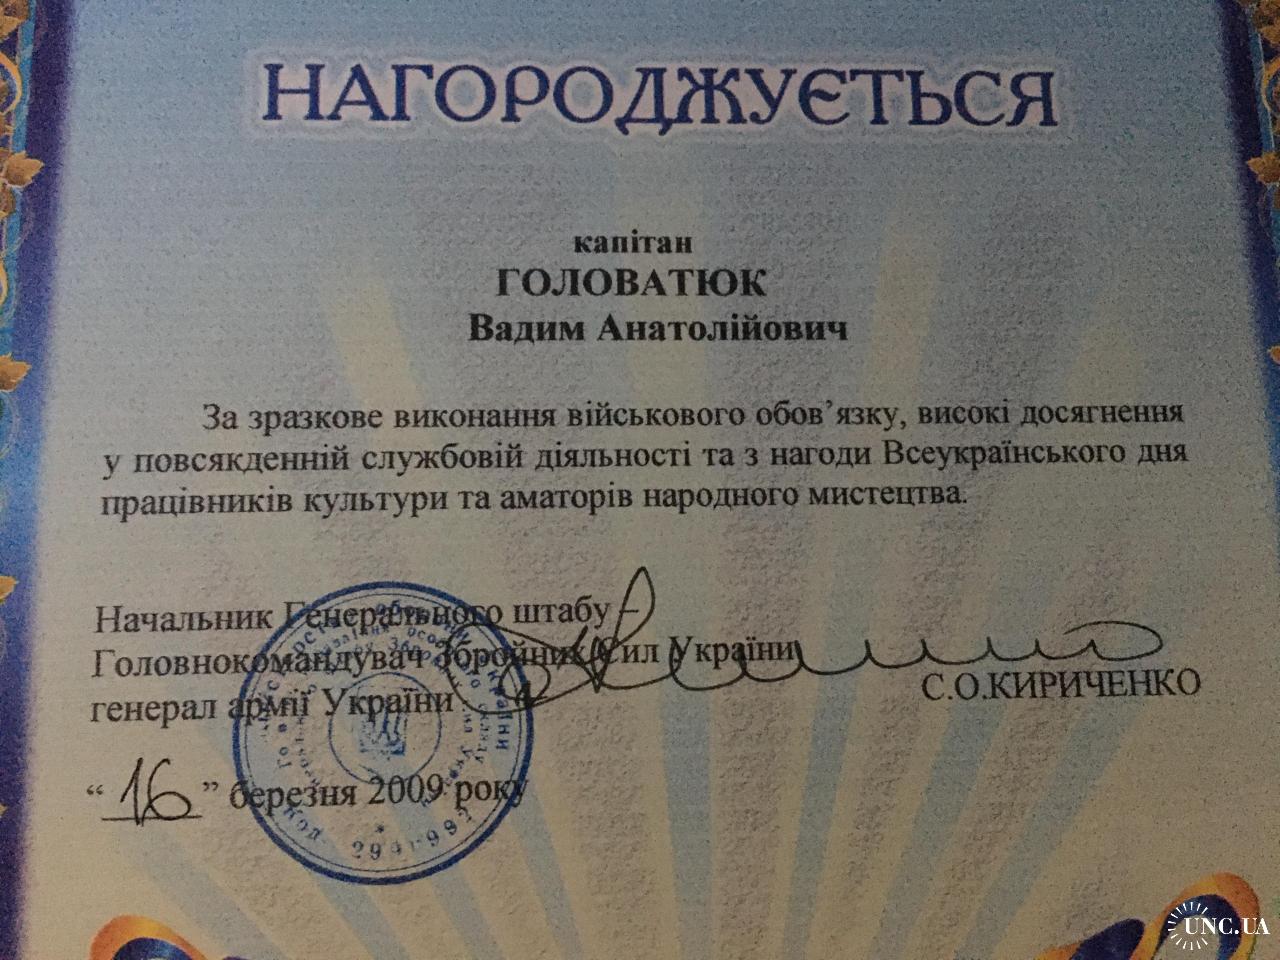 НАГОРОДЖУЄТЬСЯ
капітан
ГОЛОВАТЮК
Вадим Анатолійович
За зразкове виконання військового обов’язку, високі досягнення
у повсякденній службовій діяльності та з нагоди Всеукраїнського дня
працівників культури та аматорів народного мистецтва.
Начальник Генерального штабу –
Головнокомандувач Збройних Сил України
генерал армії України
С.О.КИРИЧЕНКО
“ 16 ” березня 2009 року
UNC.UA